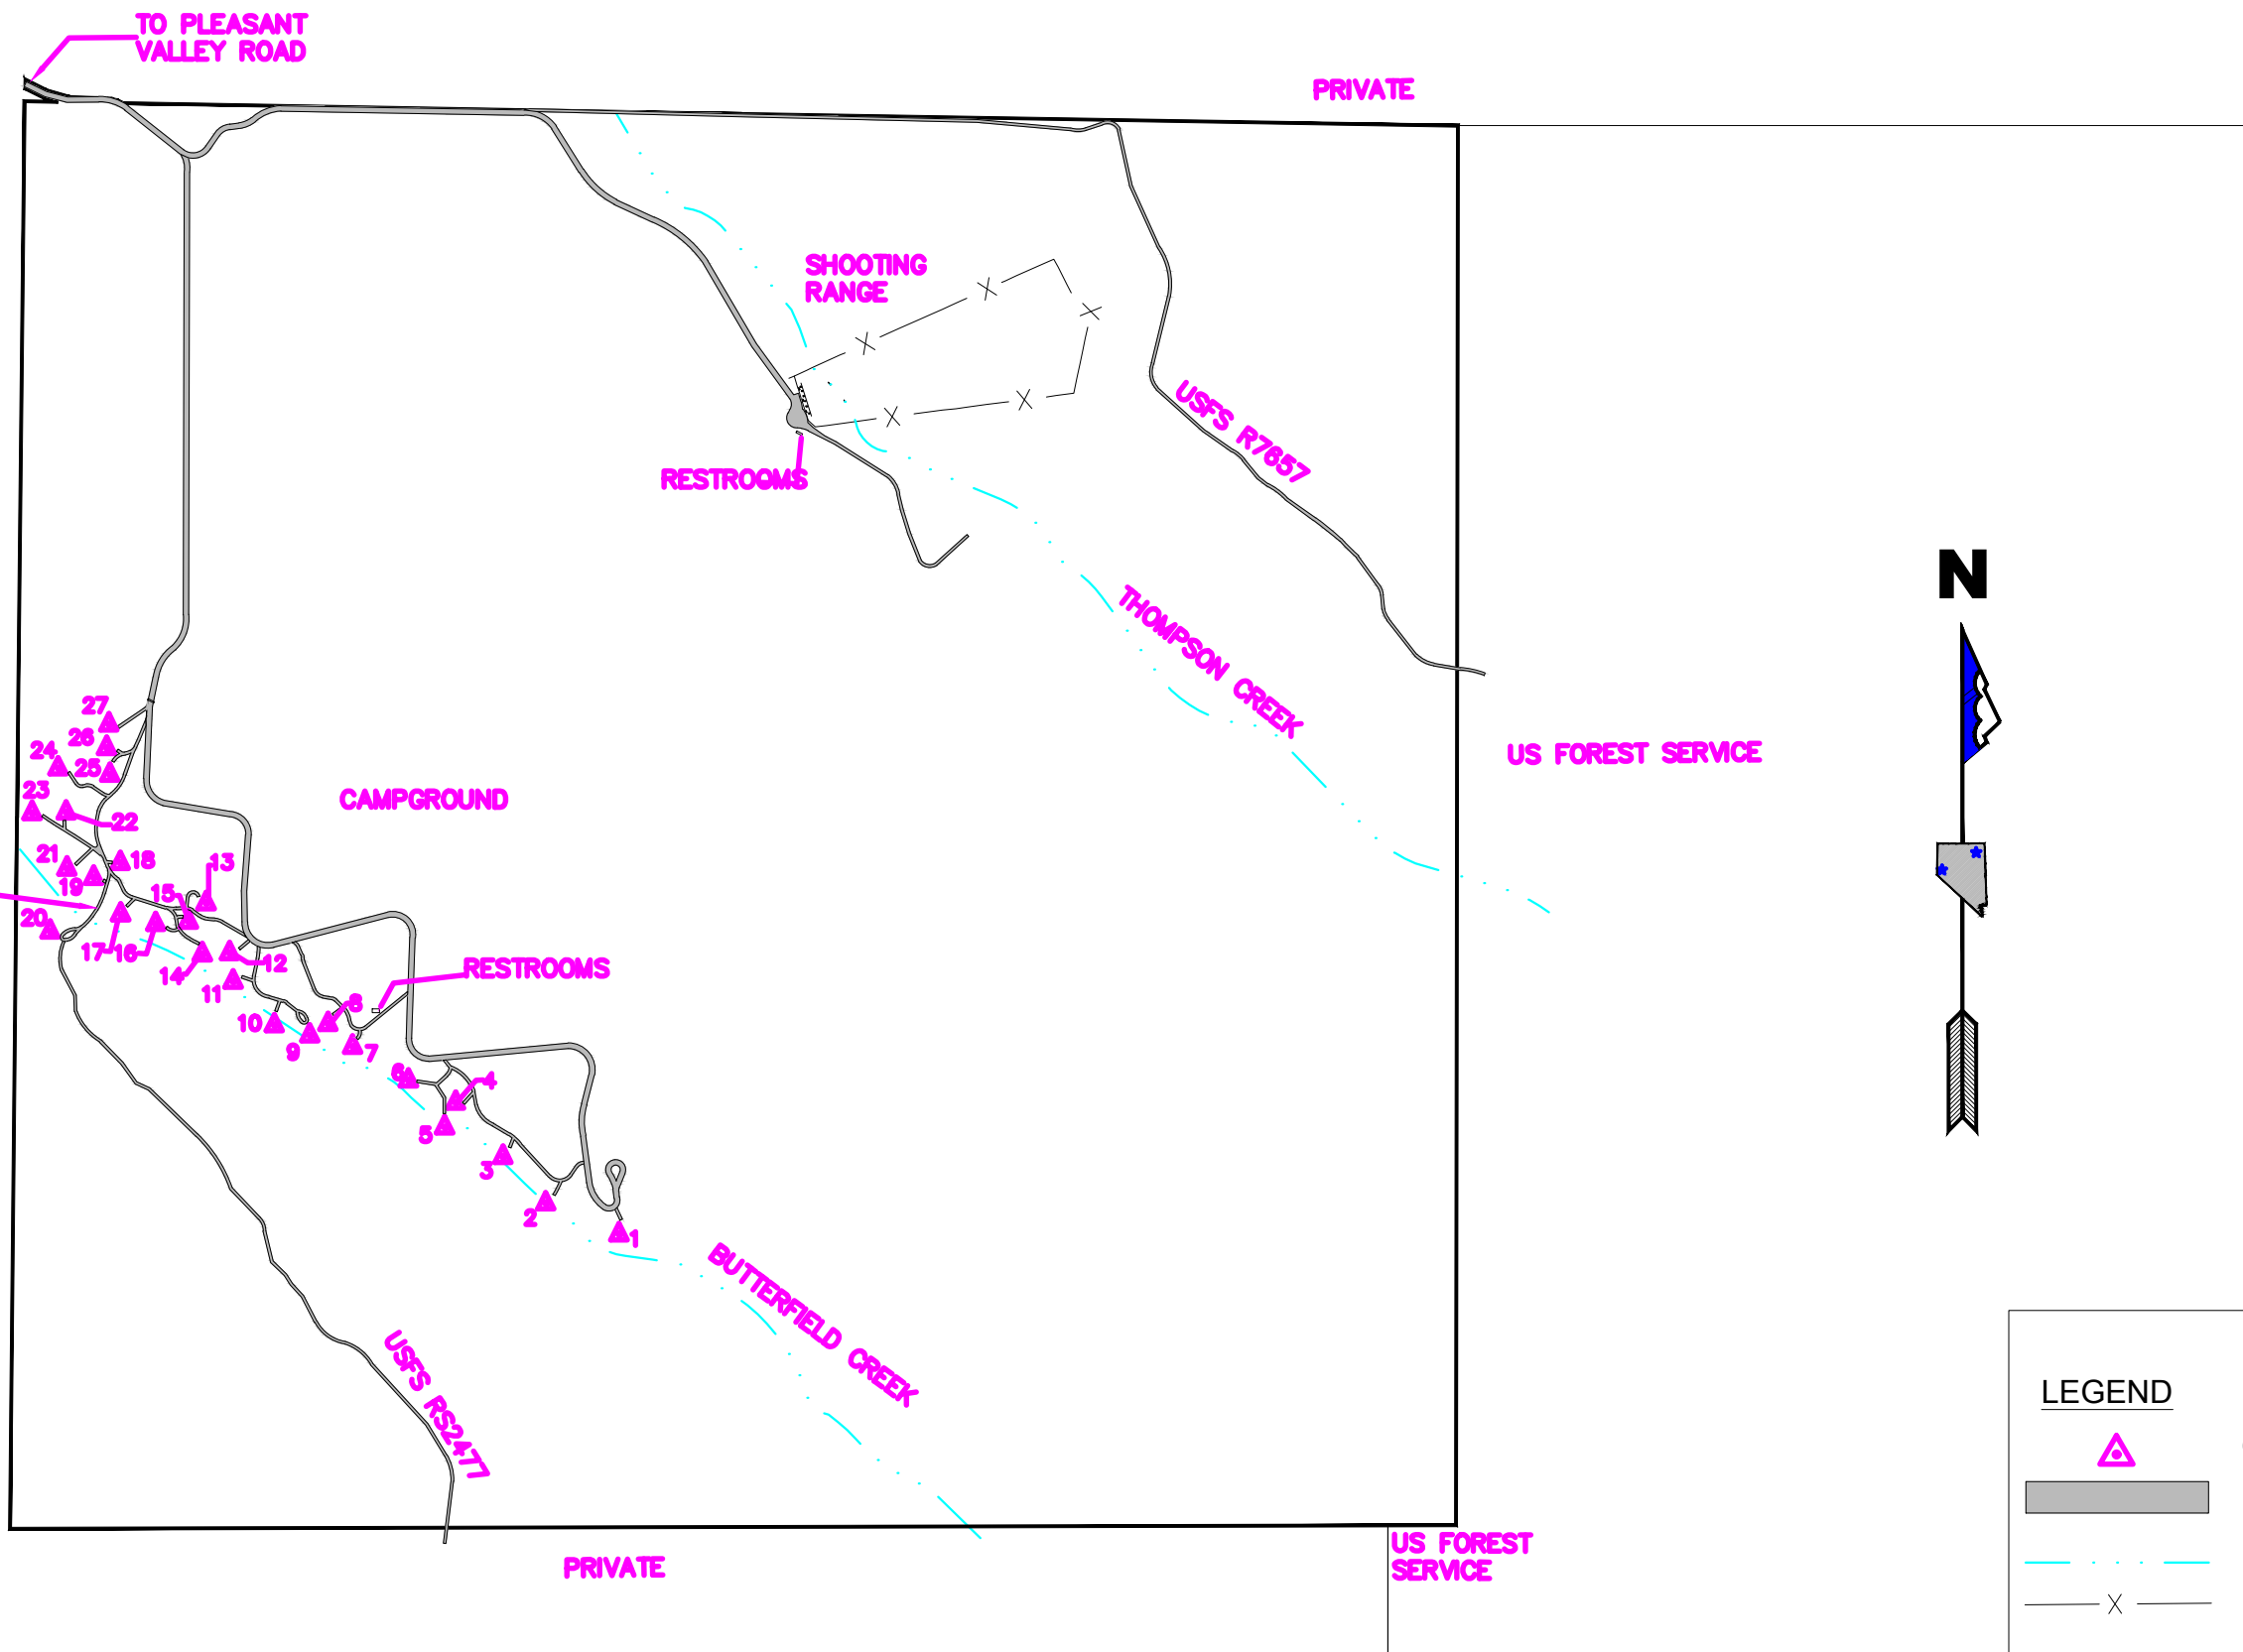 TO PLEASANT
VALLEY ROAD
PRIVATE
SHOOTING
RANGE
RESTROOMS
USFS R7657
N
THOMPSON CREEK
US FOREST SERVICE
27
26
24
25
23
CAMPGROUND
22
21
18
13
19
15
20
17
16
14
12
11
RESTROOMS
8
10
9
7
6
4
5
3
2
1
BUTTERFIELD CREEK
USFS RS2477
LEGEND
PRIVATE
US FOREST
SERVICE